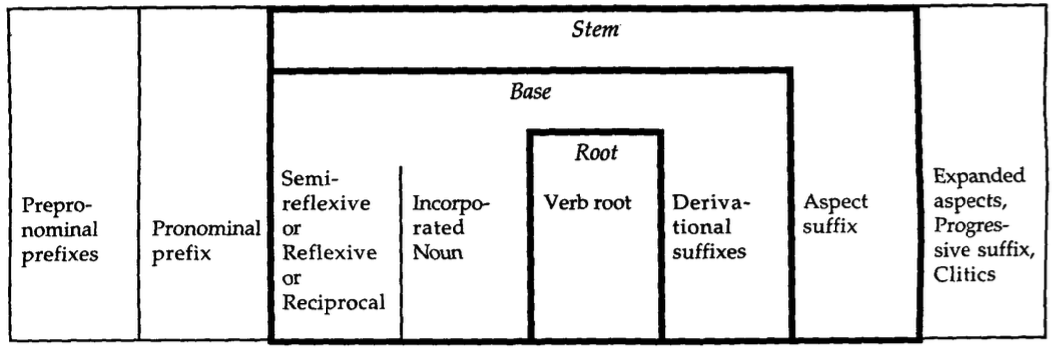 Stem
Base
Root
Prepro-
nominal
prefixes
Pronominal
prefix
Semi-
reflexive
or
Reflexive
or
Reciprocal
Incorpo-
rated
Noun
Verb root
Deriva-
tional
suffixes
Aspect
suffix
Expanded
aspects,
Progres-
sive suffix,
Clitics